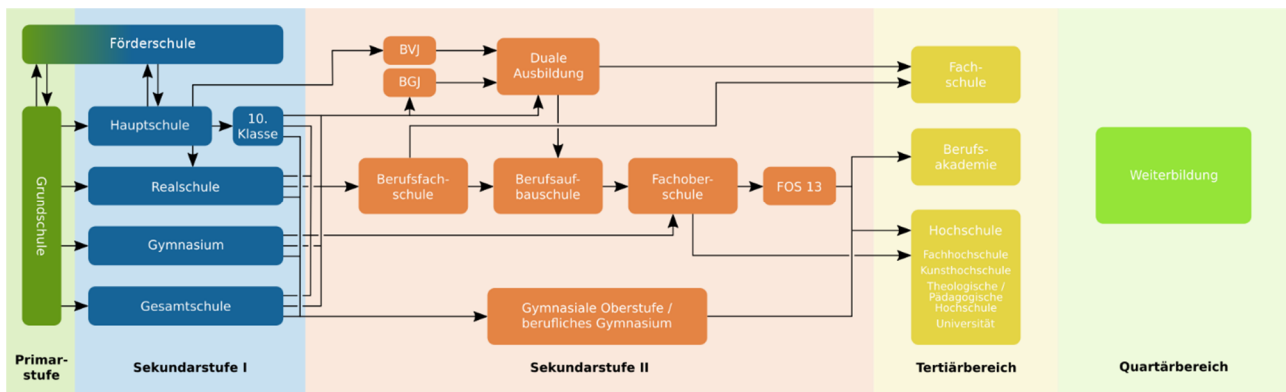 Förderschule
Grundschule
Hauptschule
10.
Klasse
Realschule
Gymnasium
Gesamtschule
BVJ
BGJ
Duale
Ausbildung
Berufsfach-
schule
Berufsauf-
bauschule
Fachober-
schule
FOS 13
Gymnasiale Oberstufe /
berufliches Gymnasium
Fach-
schule
Berufs-
akademie
Hochschule
Fachhochschule
Kunsthochschule
Theologische /
Pädagogische
Hochschule
Universität
Weiterbildung
Primar-
stufe
Sekundarstufe I
Sekundarstufe II
Tertiärbereich
Quartärbereich